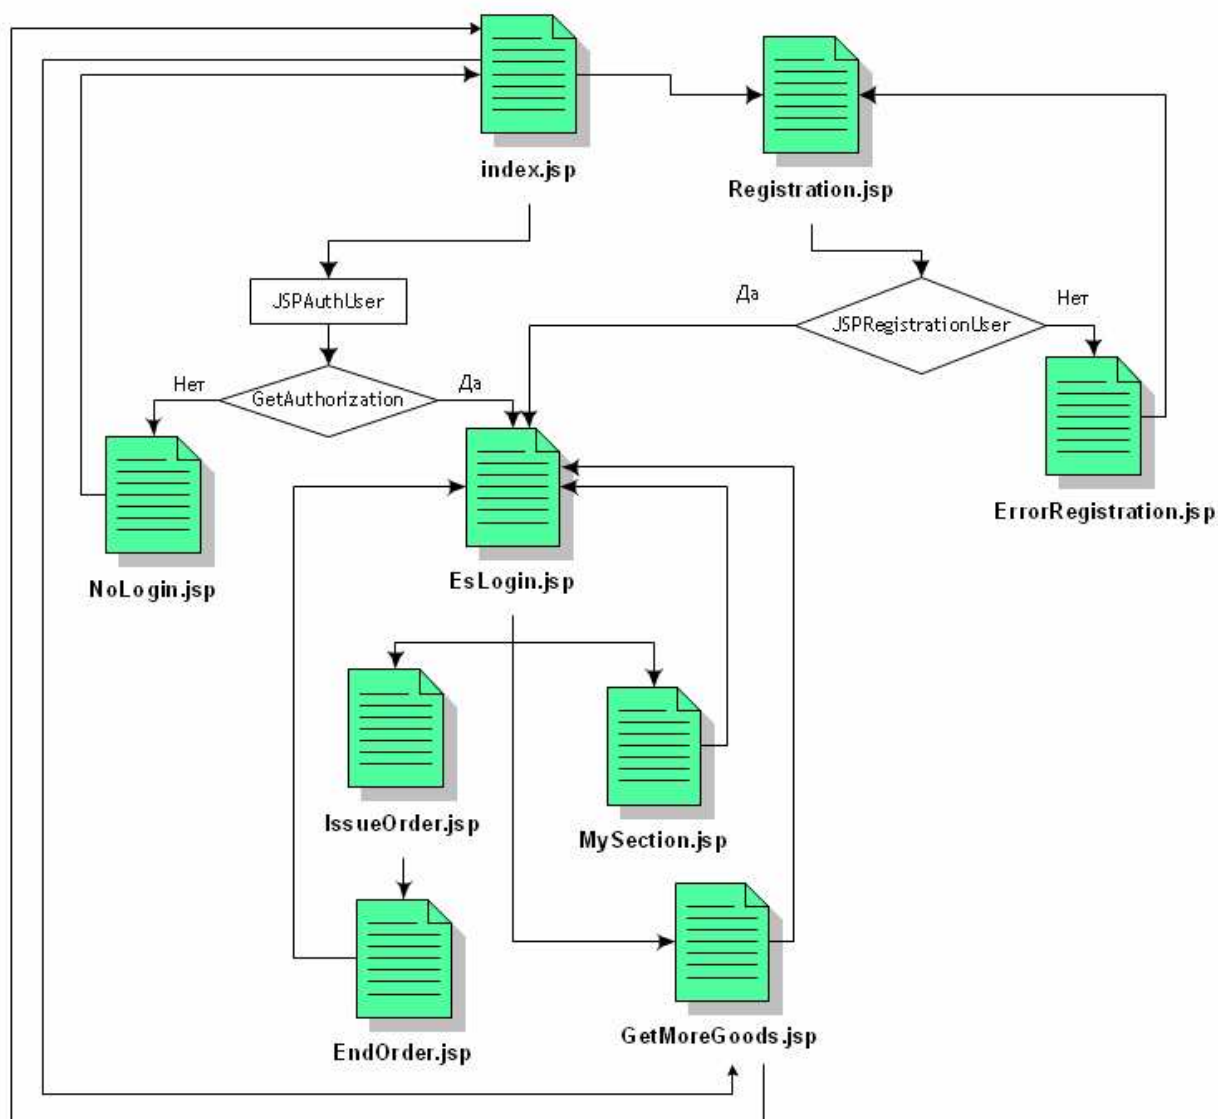 index.jsp
Registration.jsp
JSPAuthUser
Да
JSPRegistrationUser
Нет
Нет
GetAuthorization
Да
NoLogin.jsp
EsLogin.jsp
ErrorRegistration.jsp
IssueOrder.jsp
MySection.jsp
EndOrder.jsp
GetMoreGoods.jsp